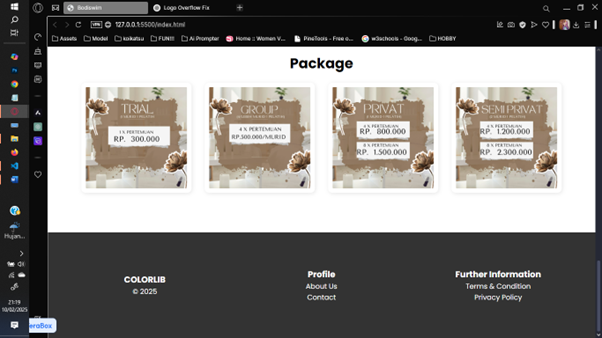 Bodiswin
Logo Overflow Fix
VPN
127.0.0.1:5500/index.html
Assets
Model
koikatsu
FUN!!!
Ai Prompter
Home :: Women V...
PineTools - Free o...
w3schools - Goog...
HOBBY
Package
TRIAL
1 X PERTEMUAN
RP. 300.000
GROUP
4 X PERTEMUAN
RP.300.000/MURID
PRIVAT
4 X PERTEMUAN
RP. 800.000
8 X PERTEMUAN
RP. 1.500.000
SEMI PRIVAT
4 X PERTEMUAN
RP. 1.200.000
8 X PERTEMUAN
RP. 2.300.000
COLORLIB
© 2025
Profile
About Us
Contact
Further Information
Terms & Condition
Privacy Policy
Hujan...
21:19
10/02/2025
eraBox